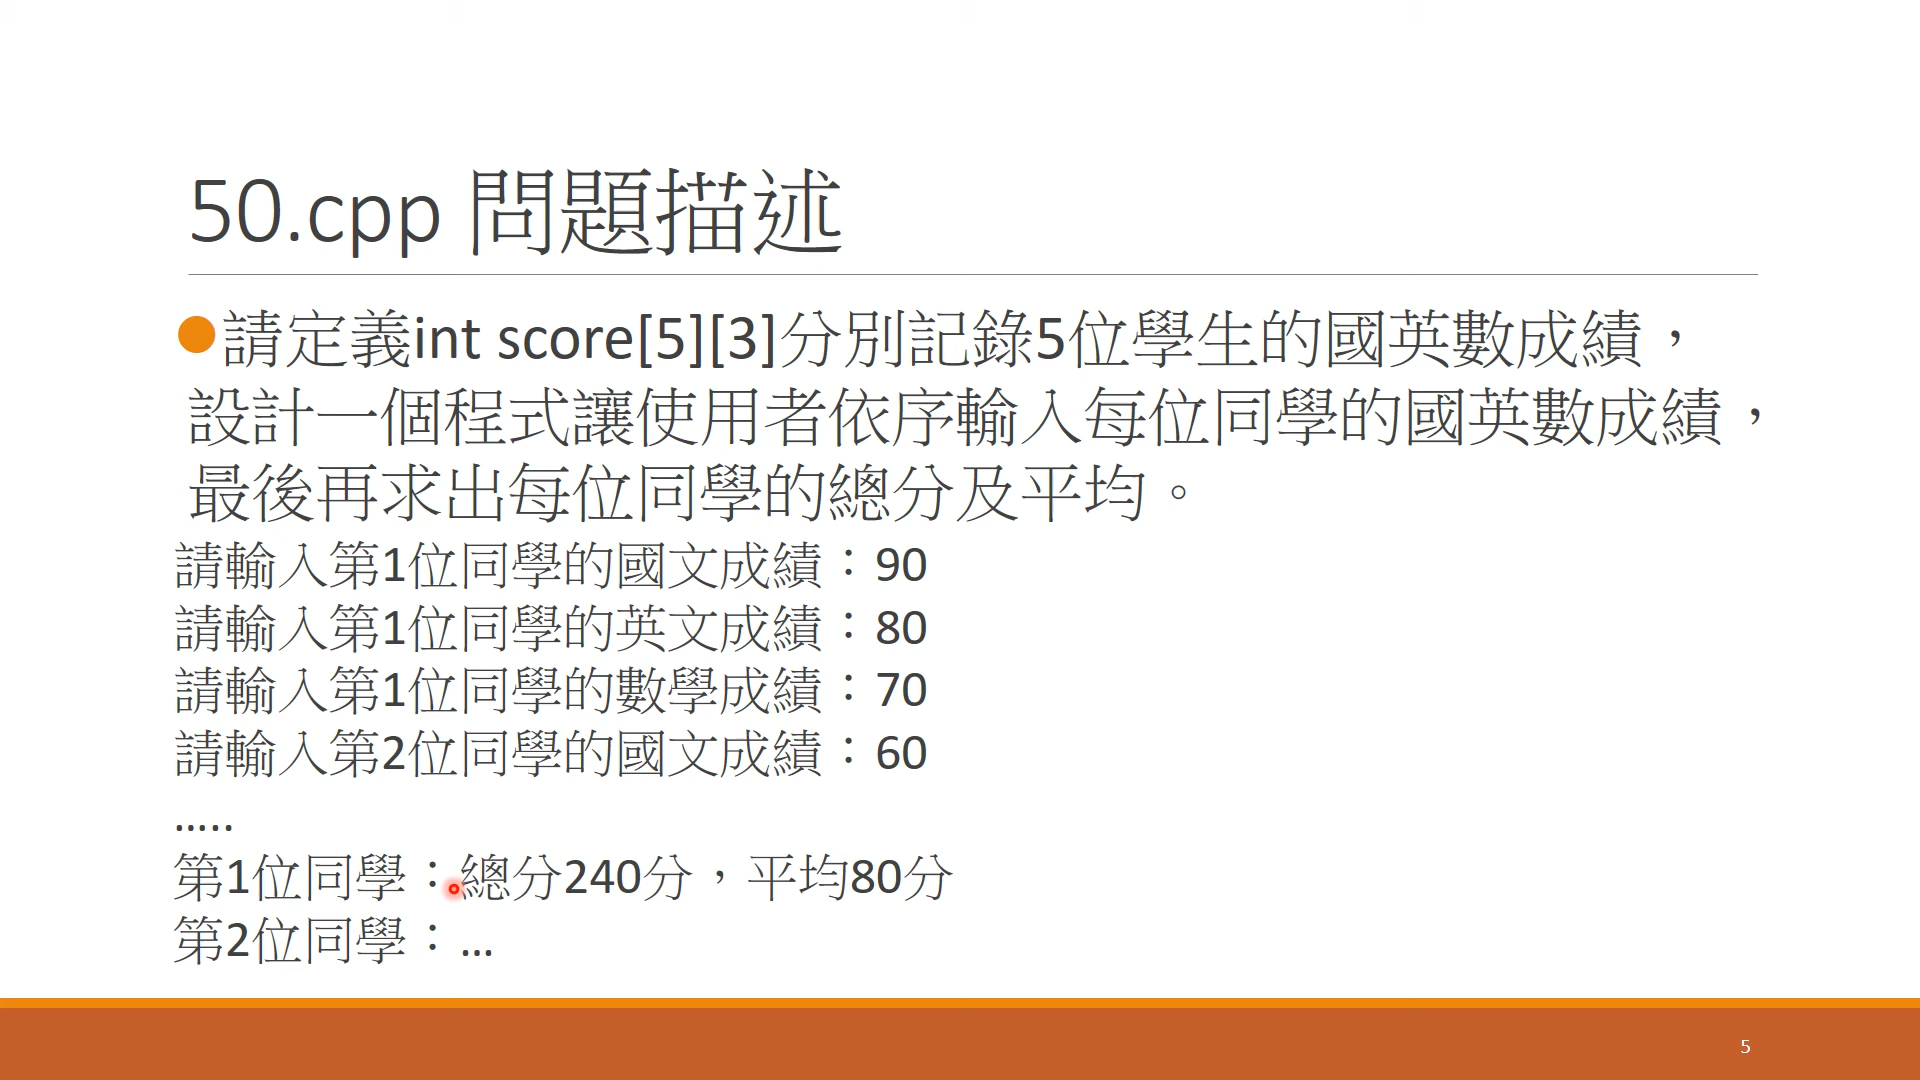 50.cpp 問題描述
請定義int score[5][3]分別記錄5位學生的國英數成績，
設計一個程式讓使用者依序輸入每位同學的國英數成績，
最後再求出每位同學的總分及平均。
請輸入第1位同學的國文成績：90
請輸入第1位同學的英文成績：80
請輸入第1位同學的數學成績：70
請輸入第2位同學的國文成績：60
…..
第1位同學：總分240分，平均80分
第2位同學：…
5